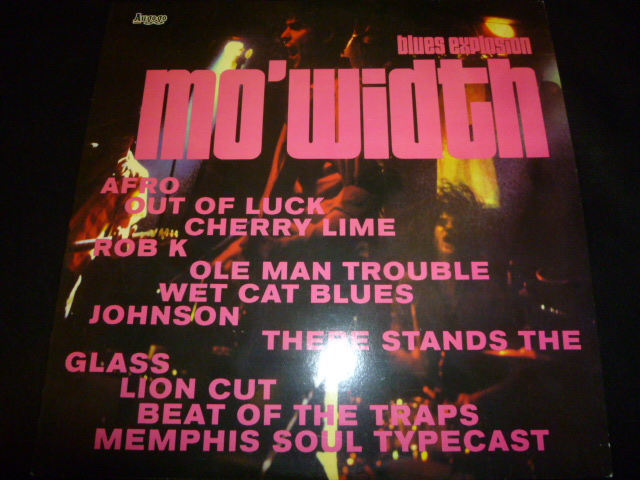 Augogo
blues explosion
mo'width
AFRO
OUT OF LUCK
CHERRY LIME
ROB K
OLE MAN TROUBLE
WET CAT BLUES
JOHNSON
THERE STANDS THE
GLASS
LION CUT
BEAT OF THE TRAPS
MEMPHIS SOUL TYPECAST